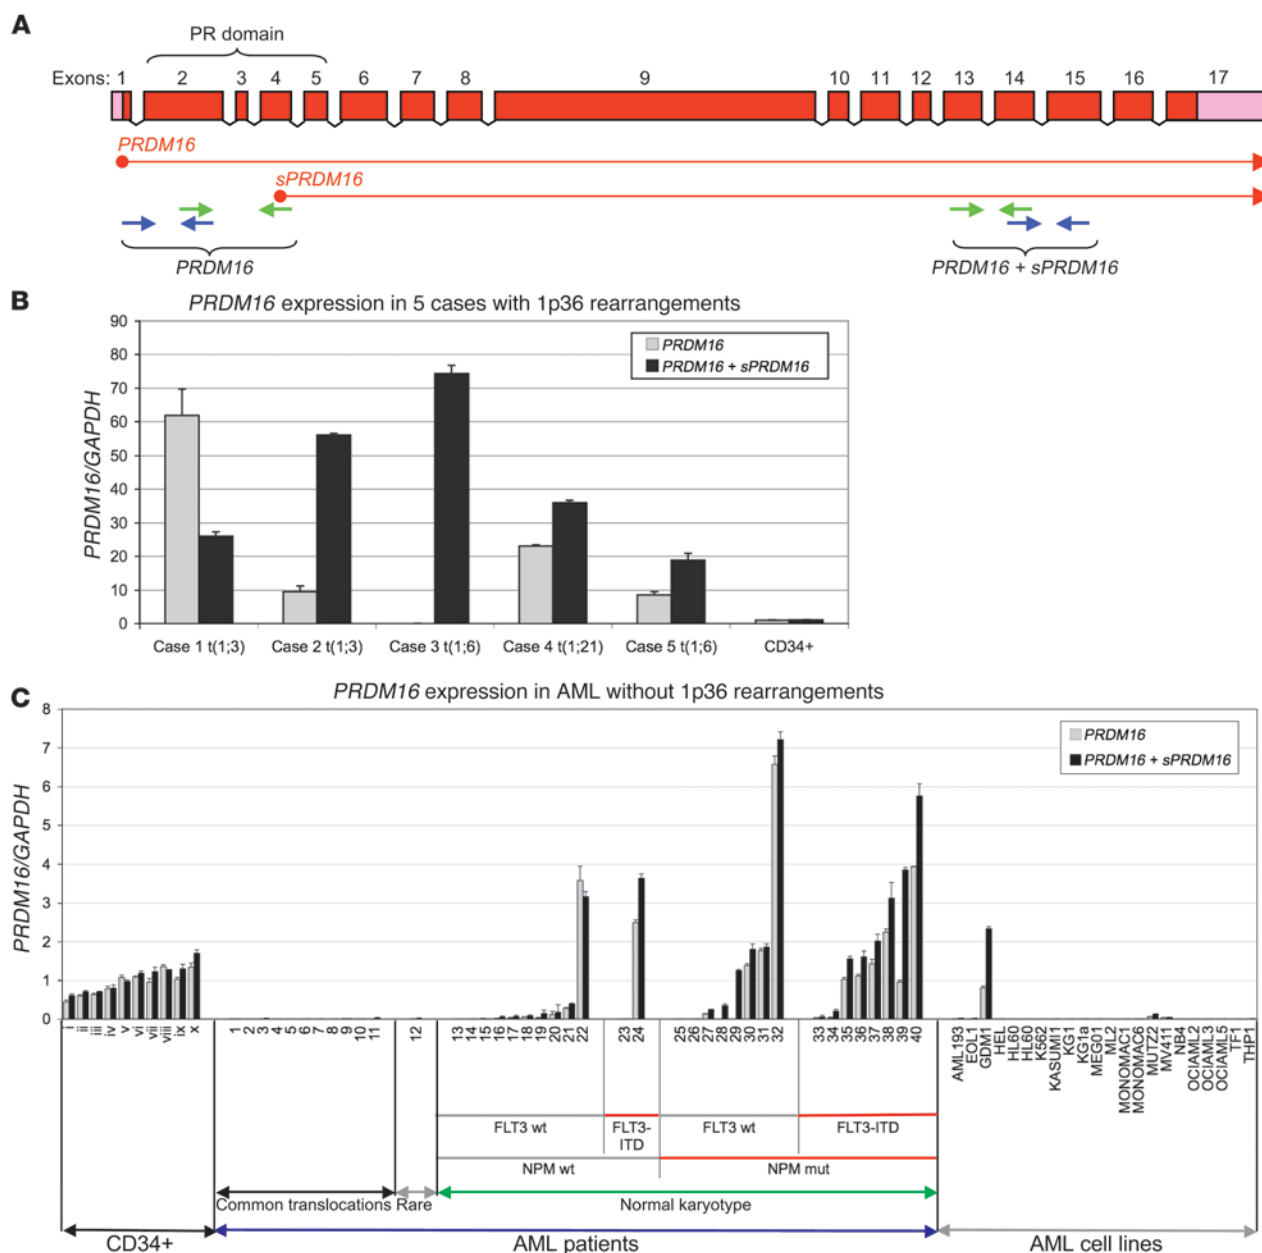 A
PR domain
Exons: 1 2 3 4 5 6 7 8 9 10 11 12 13 14 15 16 17
PRDM16
sPRDM16
PRDM16
PRDM16 + sPRDM16
B
PRDM16 expression in 5 cases with 1p36 rearrangements
PRDM16/GAPDH
90
80
70
60
50
40
30
20
10
0
PRDM16
PRDM16 + sPRDM16
Case 1 t(1;3) Case 2 t(1;3) Case 3 t(1;6) Case 4 t(1;21) Case 5 t(1;6) CD34+
C
PRDM16 expression in AML without 1p36 rearrangements
PRDM16/GAPDH
8
7
6
5
4
3
2
1
0
PRDM16
PRDM16 + sPRDM16
i ii iii iv v vi vii viii ix x 1 2 3 4 5 6 7 8 9 10 11 12 13 14 15 16 17 18 19 20 21 22 23 24 25 26 27 28 29 30 31 32 33 34 35 36 37 38 39 40 AML193 EOL1 GDM1 HEL HL60 HL60 K562 KASUMI1 KG1 KG1a MEG01 ML2 MONOMAC1 MONOMAC6 MUTZ2 MV411 NB4 OCIAML2 OCIAML3 OCIAML5 TF1 THP1
FLT3 wt FLT3-ITD FLT3 wt FLT3-ITD
NPM wt NPM mut
Common translocations Rare Normal karyotype
CD34+ AML patients AML cell lines